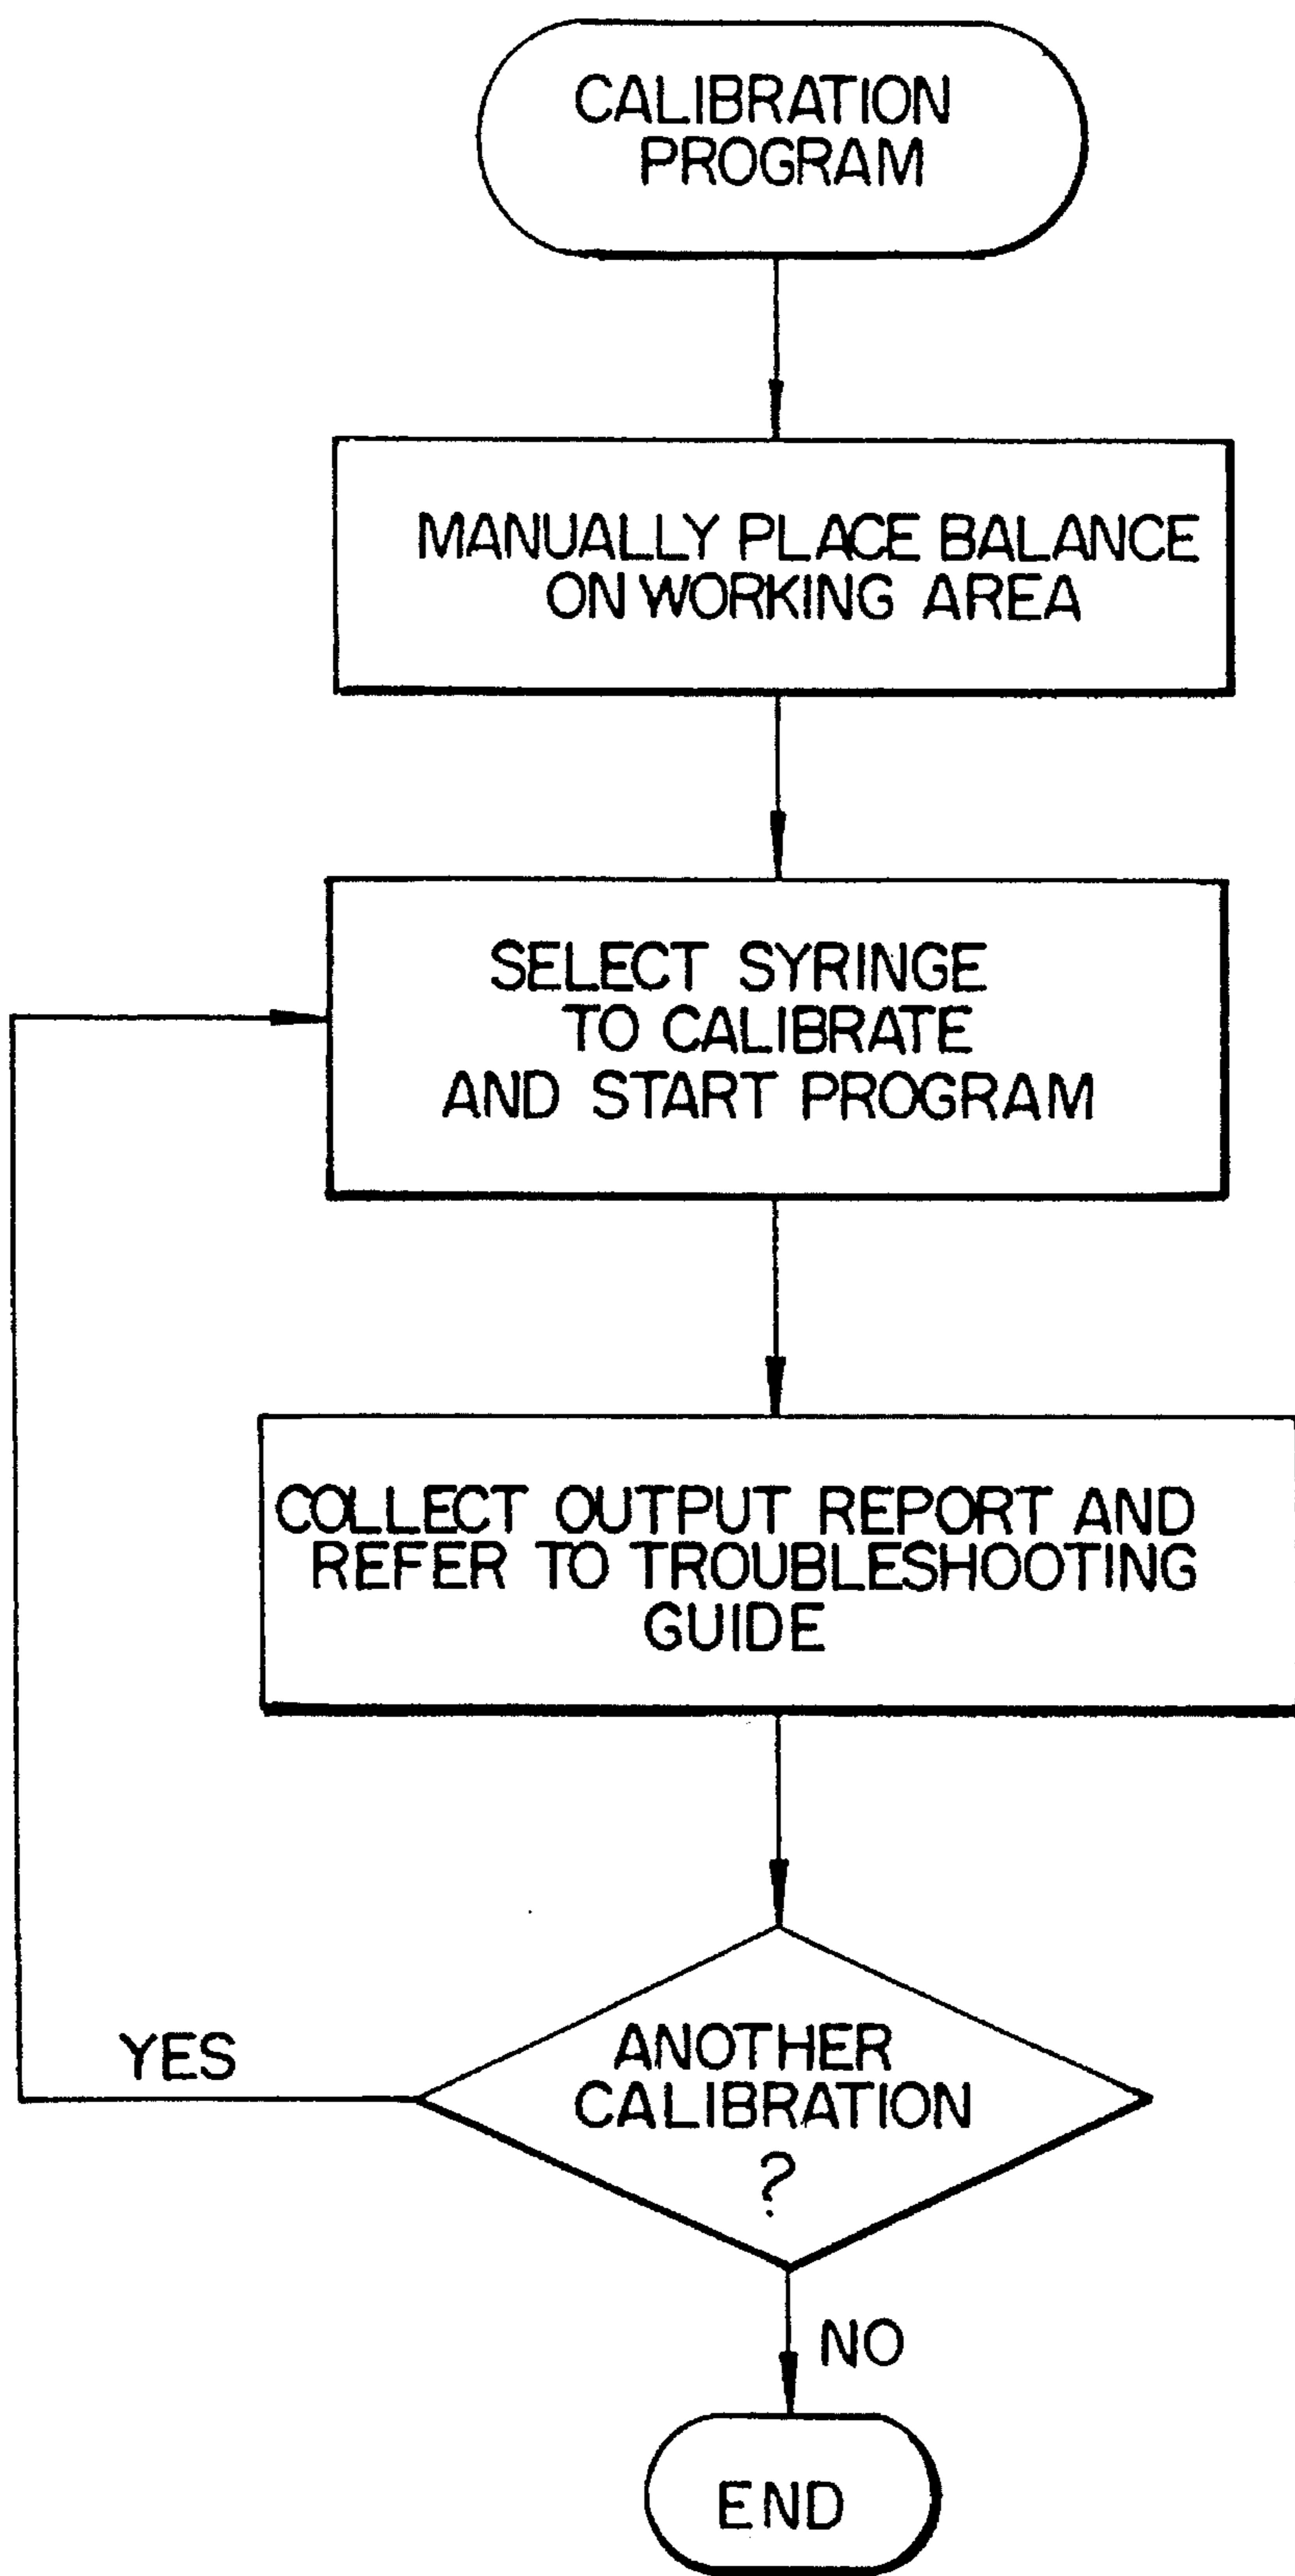 CALIBRATION
PROGRAM
MANUALLY PLACE BALANCE
ON WORKING AREA
SELECT SYRINGE
TO CALIBRATE
AND START PROGRAM
COLLECT OUTPUT REPORT AND
REFER TO TROUBLESHOOTING
GUIDE
ANOTHER
CALIBRATION
?
YES
NO
END